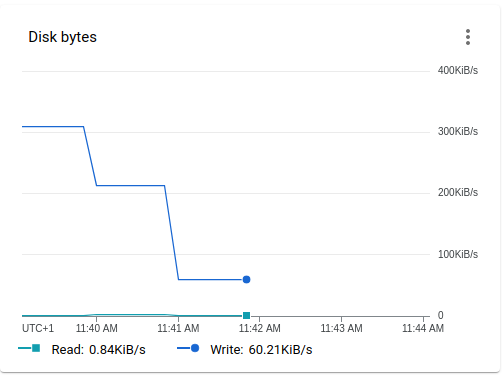 Disk bytes
400KiB/s
300KiB/s
200KiB/s
100KiB/s
0
UTC+1 11:40 AM 11:41 AM 11:42 AM 11:43 AM 11:44 AM
Read: 0.84KiB/s Write: 60.21KiB/s